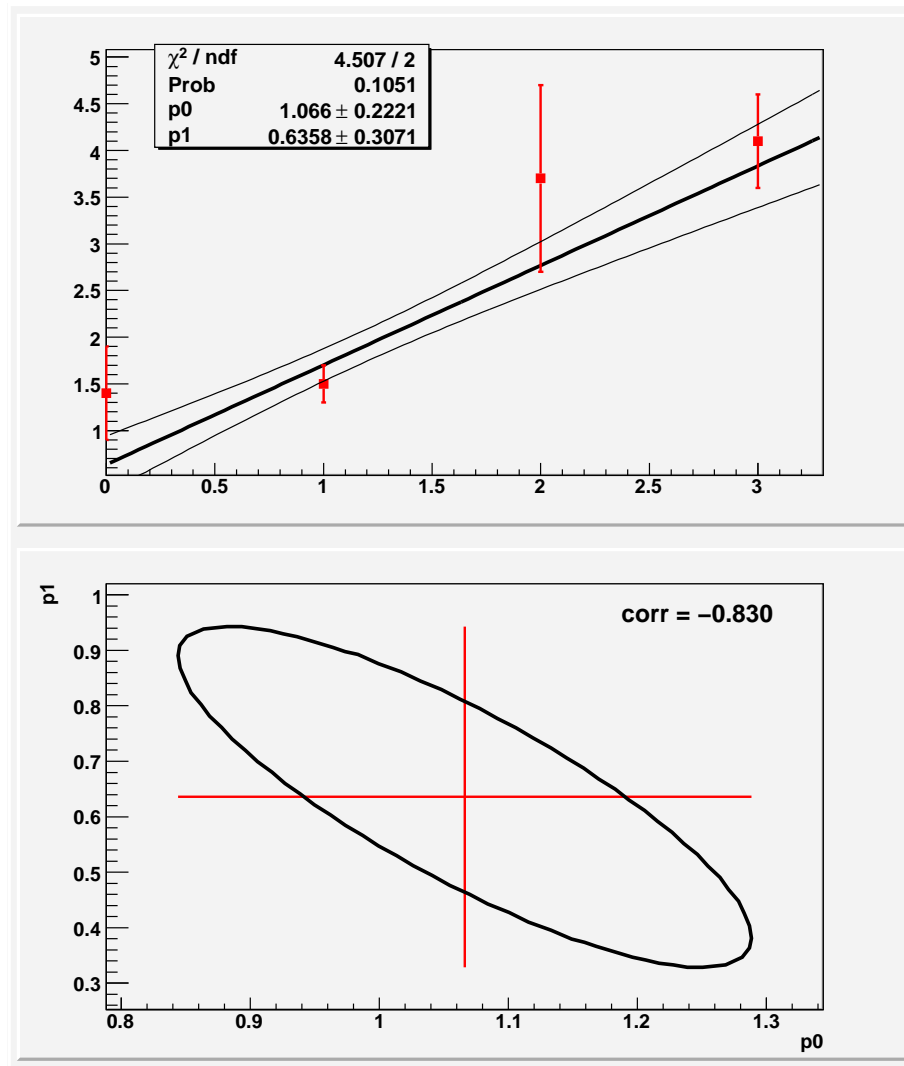 χ² / ndf 4.507 / 2
Prob 0.1051
p0 1.066 ± 0.2221
p1 0.6358 ± 0.3071
5
4.5
4
3.5
3
2.5
2
1.5
1
0 0.5 1 1.5 2 2.5 3
p1
corr = −0.830
1
0.9
0.8
0.7
0.6
0.5
0.4
0.3
0.8 0.9 1 1.1 1.2 1.3
p0